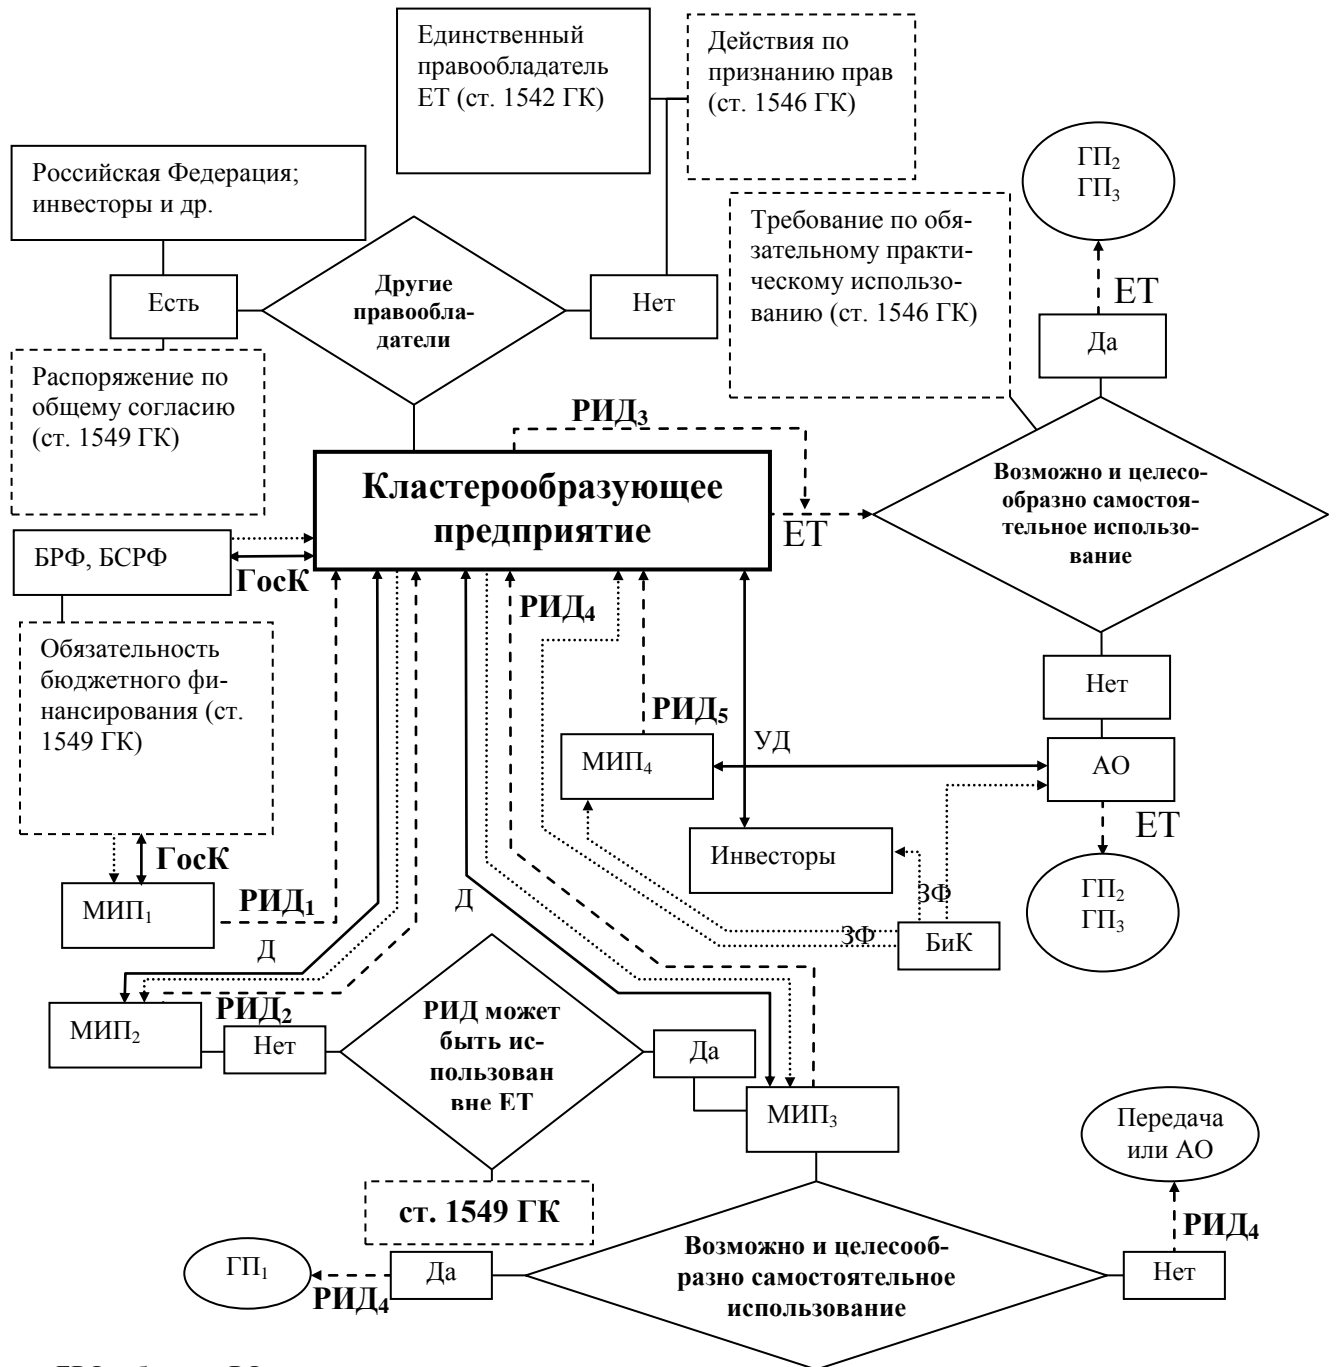 Единственный
правообладатель
ЕТ (ст. 1542 ГК)
Действия по
признанию прав
(ст. 1546 ГК)
Российская Федерация;
инвесторы и др.
ГП₂
ГП₃
Требование по обя-
зательному практи-
ческому использо-
ванию (ст. 1546 ГК)
Есть
Другие
правообла-
датели
Нет
ЕТ
Да
Распоряжение по
общему согласию
(ст. 1549 ГК)
РИД₃
Кластерообразующее
предприятие
ЕТ
Возможно и целесо-
образно самостоя-
тельное использо-
вание
БРФ, БСРФ
ГосК
РИД₄
Обязательность
бюджетного фи-
нансирования (ст.
1549 ГК)
Нет
РИД₅
УД
МИП₄
АО
ЕТ
Инвесторы
ГосК
МИП₁
РИД₁
Д
Д
ЗФ
ЗФ
БиК
ГП₂
ГП₃
МИП₂
РИД₂
Нет
РИД может
быть ис-
пользован
вне ЕТ
Да
МИП₃
Передача
или АО
ст. 1549 ГК
РИД₄
ГП₁
РИД₄
Да
Возможно и целесооб-
разно самостоятельное
использование
Нет